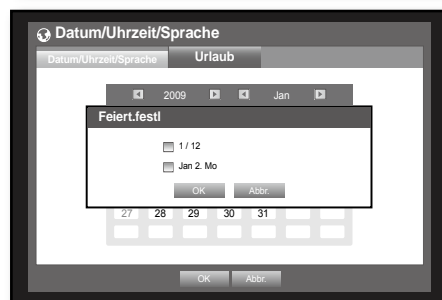 Datum/Uhrzeit/Sprache
Datum/Uhrzeit/Sprache Urlaub
2009 Jan
Feiert.festl
1 / 12
Jan 2. Mo
OK Abbr.
27 28 29 30 31
OK Abbr.